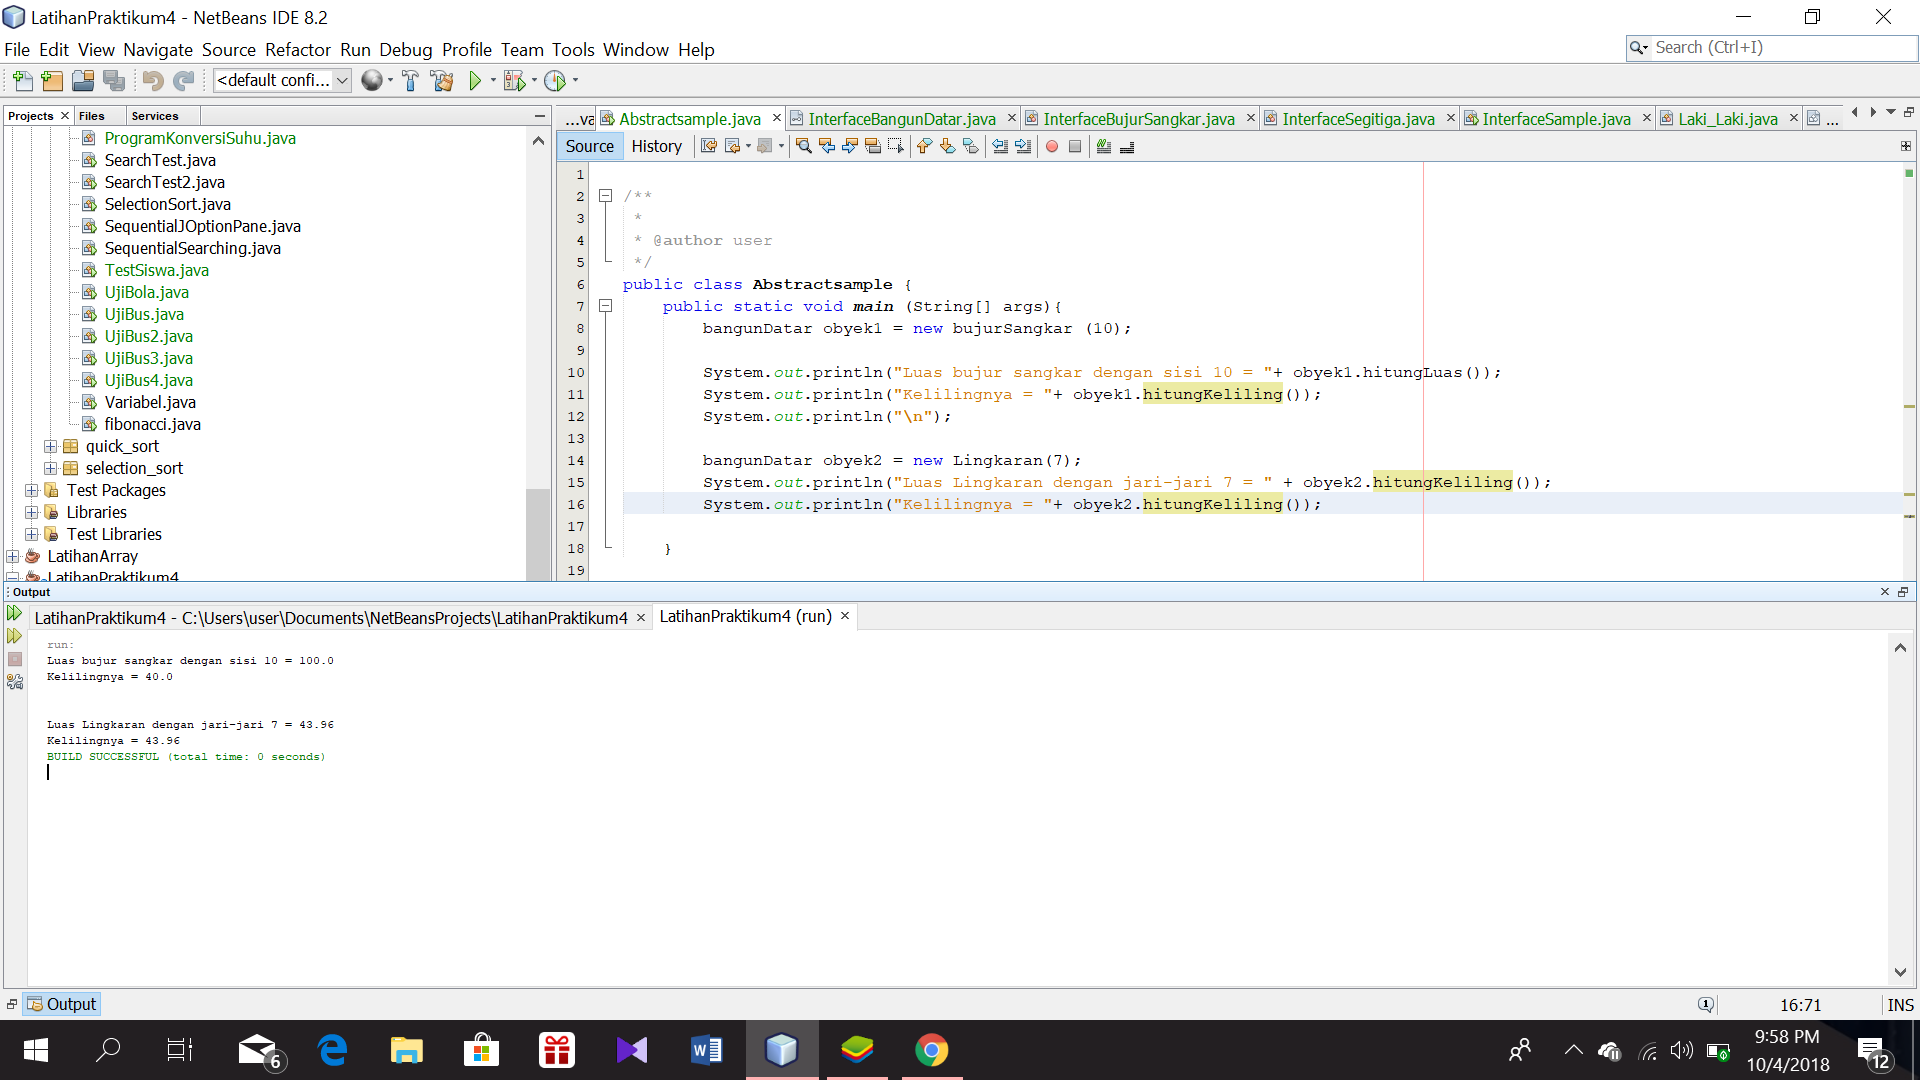 LatihanPraktikum4 - NetBeans IDE 8.2
File Edit View Navigate Source Refactor Run Debug Profile Team Tools Window Help
Search (Ctrl+I)
<default confi...
Projects Files Services
ProgramKonversiSuhu.java
SearchTest.java
SearchTest2.java
SelectionSort.java
SequentialJOptionPane.java
SequentialSearching.java
TestSiswa.java
UjiBola.java
UjiBus.java
UjiBus2.java
UjiBus3.java
UjiBus4.java
Variabel.java
fibonacci.java
quick_sort
selection_sort
Test Packages
Libraries
Test Libraries
LatihanArray
LatihanPraktikum4
...va Abstractsample.java InterfaceBangunDatar.java InterfaceBujurSangkar.java InterfaceSegitiga.java InterfaceSample.java Laki_Laki.java ...
Source History
1
2 /**
3 *
4 * @author user
5 */
6 public class Abstractsample {
7 public static void main (String[] args){
8 bangunDatar obyek1 = new bujurSangkar (10);
9
10 System.out.println("Luas bujur sangkar dengan sisi 10 = "+ obyek1.hitungLuas());
11 System.out.println("Kelilingnya = "+ obyek1.hitungKeliling());
12 System.out.println("\n");
13
14 bangunDatar obyek2 = new Lingkaran(7);
15 System.out.println("Luas Lingkaran dengan jari-jari 7 = " + obyek2.hitungKeliling());
16 System.out.println("Kelilingnya = "+ obyek2.hitungKeliling());
17
18 }
19
Output
LatihanPraktikum4 - C:\Users\user\Documents\NetBeansProjects\LatihanPraktikum4 LatihanPraktikum4 (run)
run:
Luas bujur sangkar dengan sisi 10 = 100.0
Kelilingnya = 40.0
Luas Lingkaran dengan jari-jari 7 = 43.96
Kelilingnya = 43.96
BUILD SUCCESSFUL (total time: 0 seconds)
Output
1
16:71 INS
6
9:58 PM
10/4/2018
12